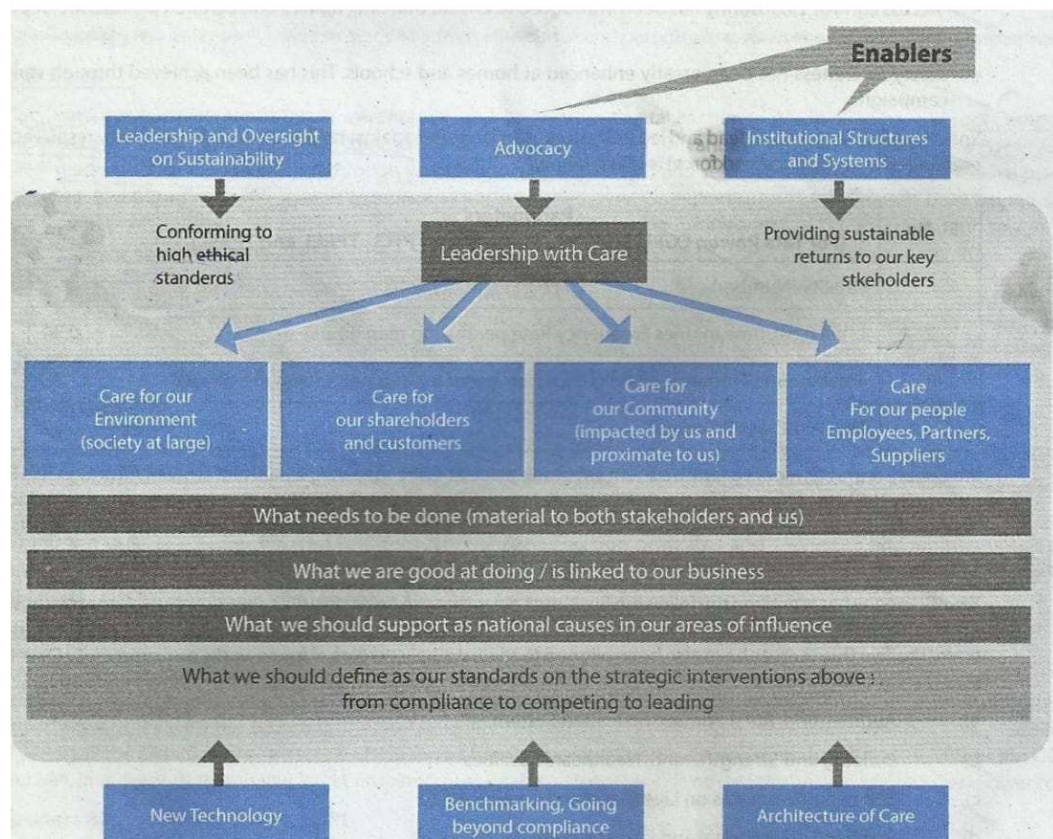 Enablers
Leadership and Oversight
on Sustainability
Advocacy
Institutional Structures
and Systems
Conforming to
high ethical
standerds
Leadership with Care
Providing sustainable
returns to our key
stkeholders
Care for our
Environment
(society at large)
Care for
our shareholders
and customers
Care for
our Community
(impacted by us and
proximate to us)
Care
For our people
Employees, Partners,
Suppliers
What needs to be done (material to both stakeholders and us)
What we are good at doing / is linked to our business
What we should support as national causes in our areas of influence
What we should define as our standards on the strategic interventions above :
from compliance to competing to leading
New Technology
Benchmarking, Going
beyond compliance
Architecture of Care